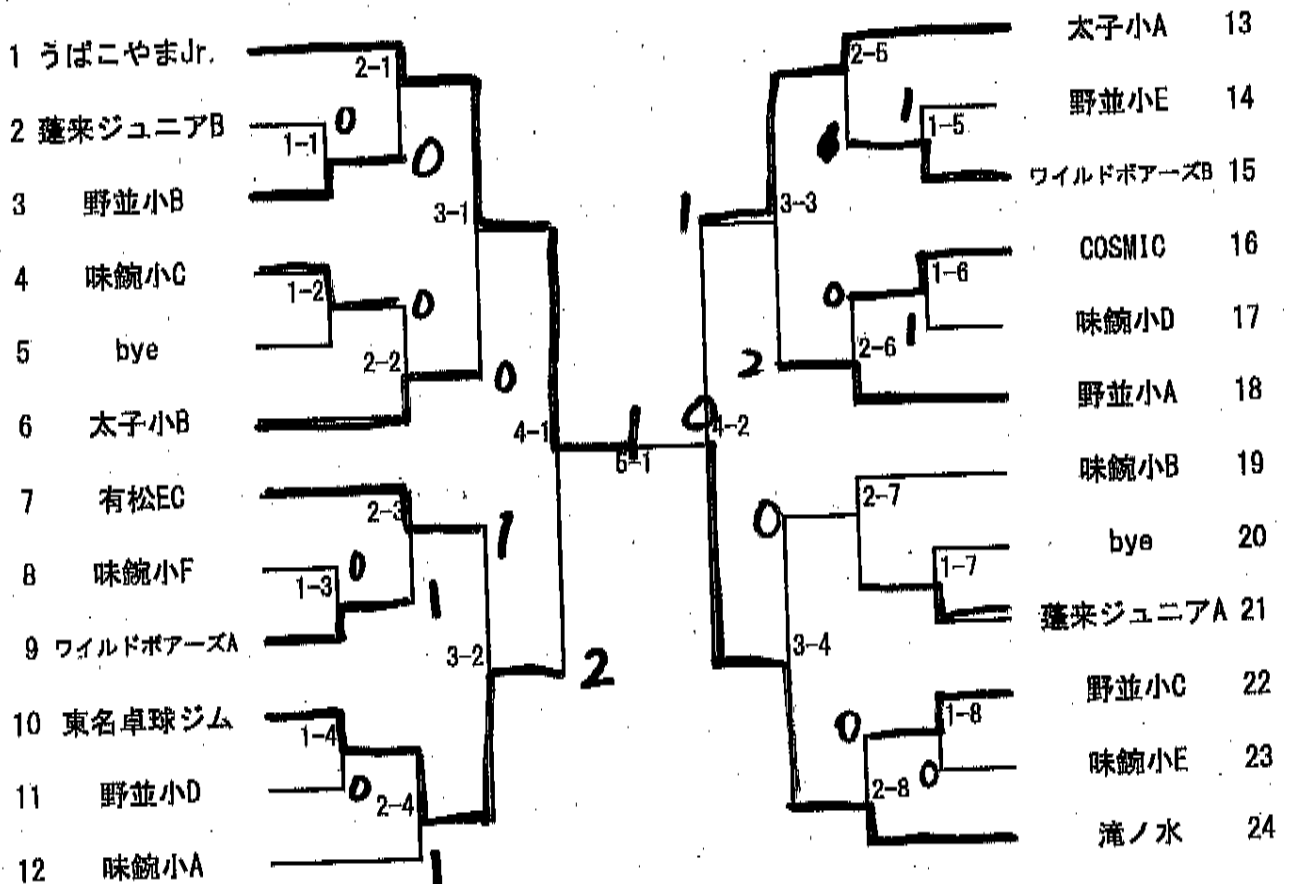 1 うばこやまJr.
2-1
2 蓬来ジュニアB
0
1-1
0
3 野並小B
3-1
4 味鋺小C
1-2
0
5 bye
2-2
0
6 太子小B
4-1
7 有松EC
2-3
1
8 味鋺小F
0
1-3
1
9 ワイルドボアーズA
3-2
2
10 東名卓球ジム
1-4
11 野並小D
0
2-4
12 味鋺小A
1
1
5-1
太子小A 13
2-5
野並小E 14
1
1-5
ワイルドボアーズB 15
1
3-3
COSMIC 16
1-6
0
味鋺小D 17
1
2-6
2
野並小A 18
0
4-2
味鋺小B 19
2-7
0
bye 20
1-7
蓬来ジュニアA 21
3-4
野並小C 22
1-8
0
味鋺小E 23
0
2-8
滝ノ水 24